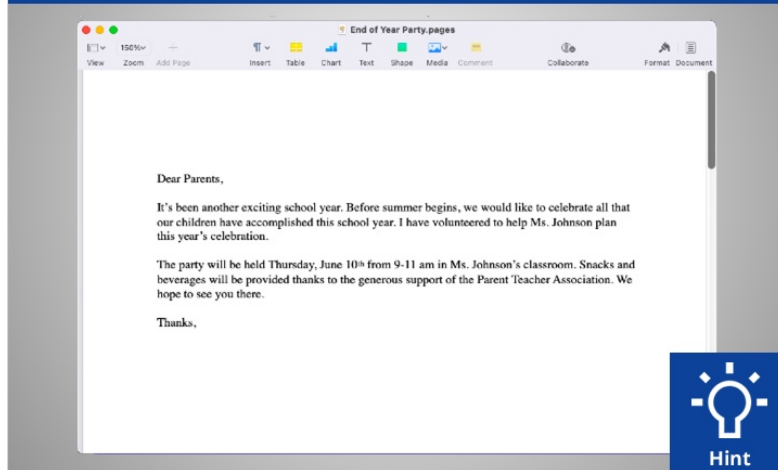 End of Year Party.pages
150%
View Zoom Add Page Insert Table Chart Text Shape Media Comment Collaborate Format Document
Dear Parents,
It's been another exciting school year. Before summer begins, we would like to celebrate all that
our children have accomplished this school year. I have volunteered to help Ms. Johnson plan
this year's celebration.
The party will be held Thursday, June 10th from 9-11 am in Ms. Johnson's classroom. Snacks and
beverages will be provided thanks to the generous support of the Parent Teacher Association. We
hope to see you there.
Thanks,
Hint